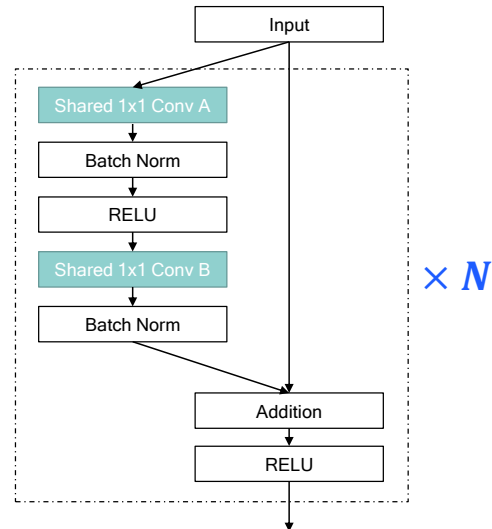 Input
Shared 1x1 Conv A
Batch Norm
RELU
Shared 1x1 Conv B
Batch Norm
× N
Addition
RELU